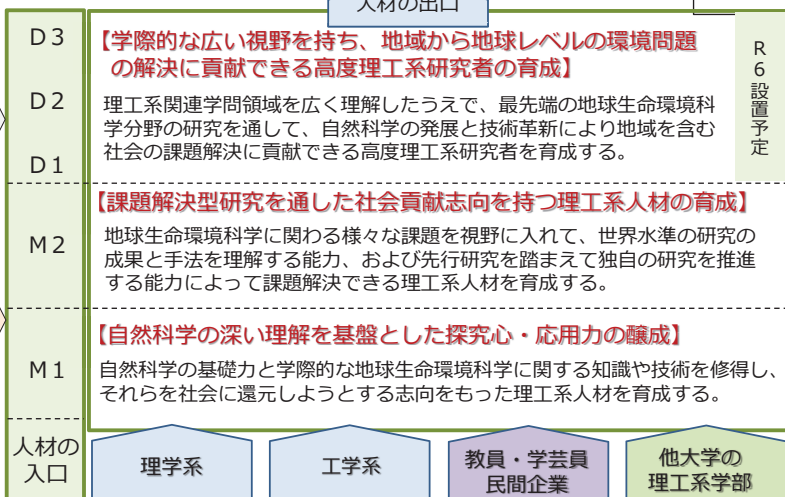 人材の出口
D3
【学際的な広い視野を持ち、地域から地球レベルの環境問題
の解決に貢献できる高度理工系研究者の育成】
R6設置予定
D2
理工系関連学問領域を広く理解したうえで、最先端の地球生命環境科
学分野の研究を通して、自然科学の発展と技術革新により地域を含む
社会の課題解決に貢献できる高度理工系研究者を育成する。
D1
【課題解決型研究を通した社会貢献志向を持つ理工系人材の育成】
M2
地球生命環境科学に関わる様々な課題を視野に入れて、世界水準の研究の
成果と手法を理解する能力、および先行研究を踏まえて独自の研究を推進
する能力によって課題解決できる理工系人材を育成する。
【自然科学の深い理解を基盤とした探究心・応用力の醸成】
M1
自然科学の基礎力と学際的な地球生命環境科学に関する知識や技術を修得し、
それらを社会に還元しようとする志向をもった理工系人材を育成する。
人材の
入口
理学系
工学系
教員・学芸員
民間企業
他大学の
理工系学部